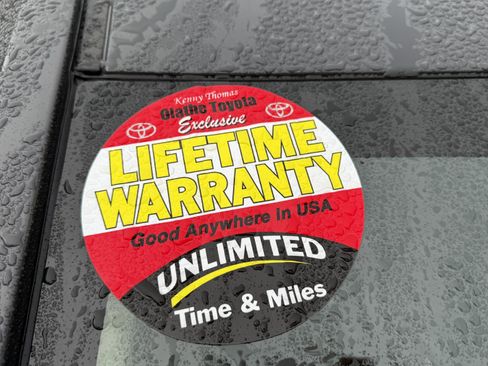 Kenny Thomas
Olathe Toyota
Exclusive
LIFETIME
WARRANTY
Good Anywhere in USA
UNLIMITED
Time & Miles